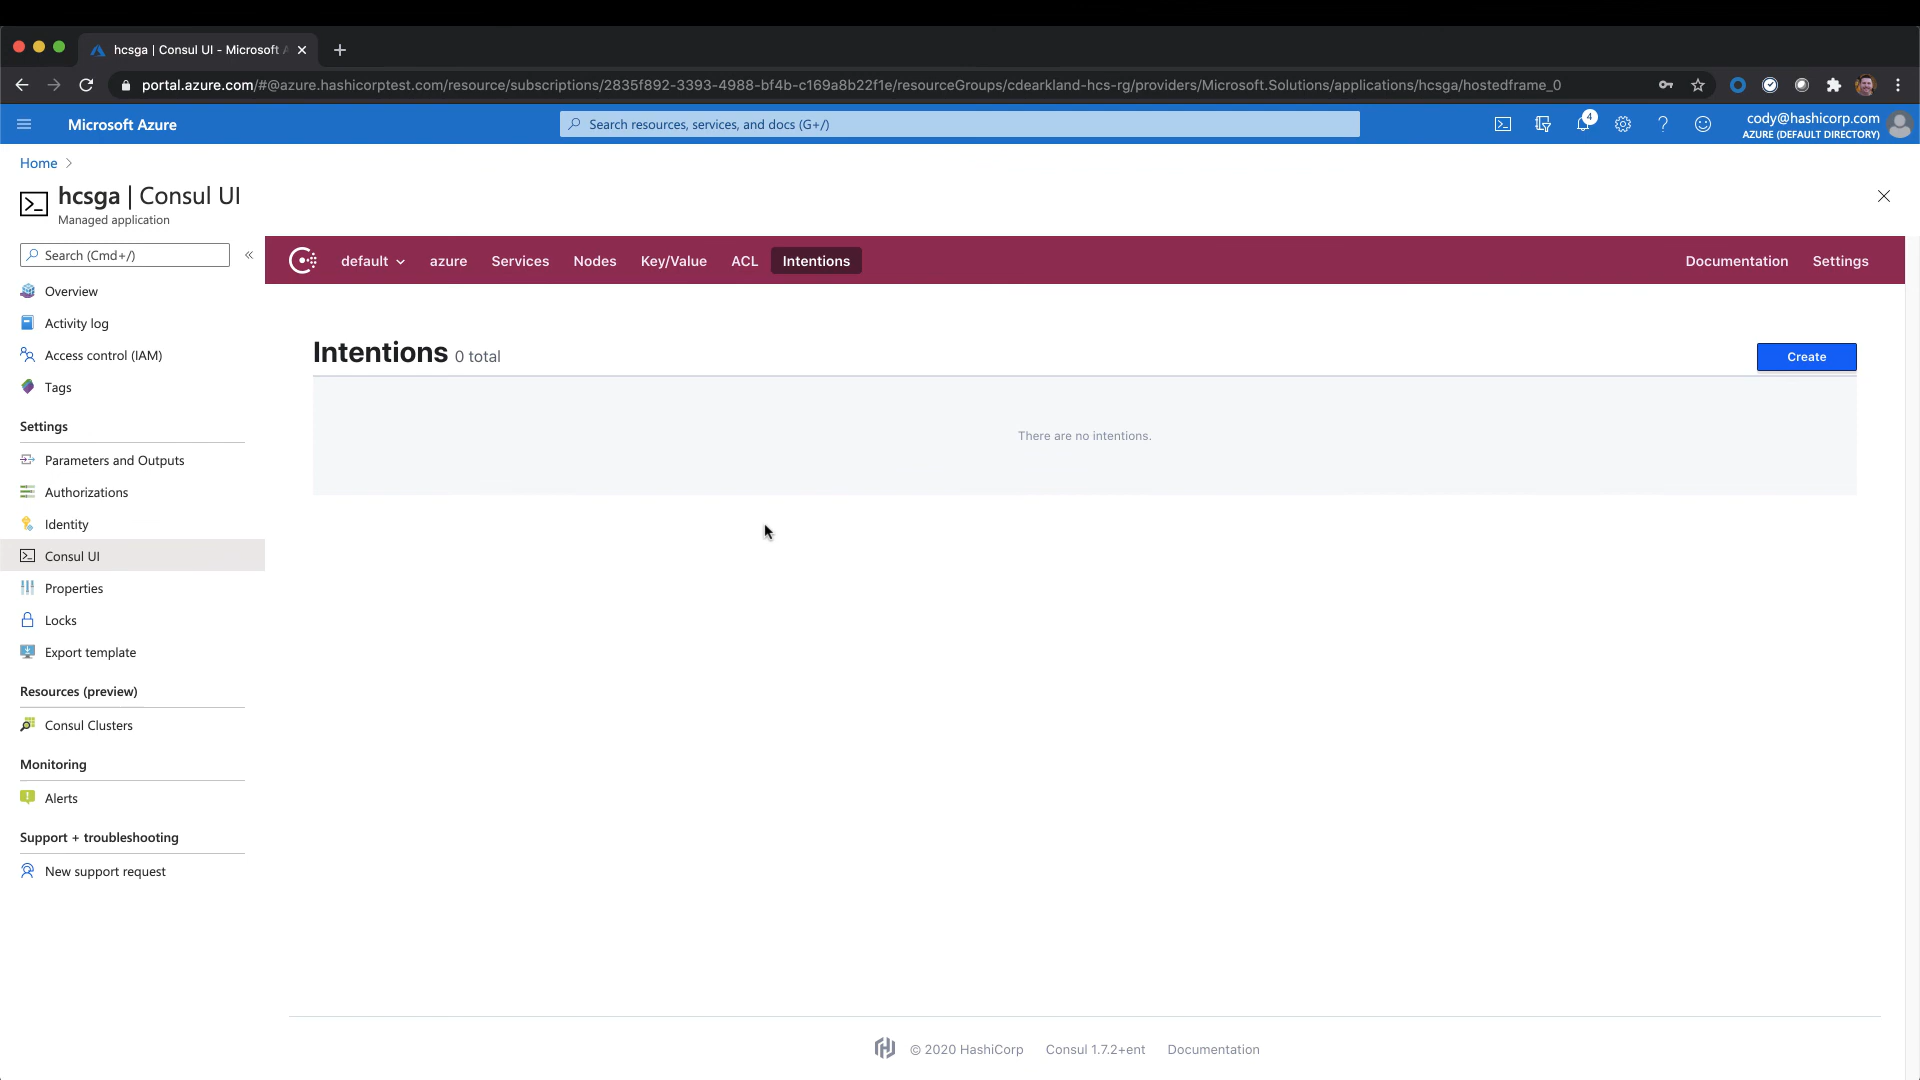 hcsga | Consul UI - Microsoft A
portal.azure.com/#@azure.hashicorptest.com/resource/subscriptions/2835f892-3393-4988-bf4b-c169a8b22f1e/resourceGroups/cdearkland-hcs-rg/providers/Microsoft.Solutions/applications/hcsga/hostedframe_0
Microsoft Azure
Search resources, services, and docs (G+/)
4
cody@hashicorp.com
AZURE (DEFAULT DIRECTORY)
Home
hcsga | Consul UI
Managed application
Search (Cmd+/)
default azure Services Nodes Key/Value ACL Intentions Documentation Settings
Overview
Activity log
Access control (IAM)
Tags
Settings
Parameters and Outputs
Authorizations
Identity
Consul UI
Properties
Locks
Export template
Resources (preview)
Consul Clusters
Monitoring
Alerts
Support + troubleshooting
New support request
Intentions 0 total
Create
There are no intentions.
© 2020 HashiCorp Consul 1.7.2+ent Documentation